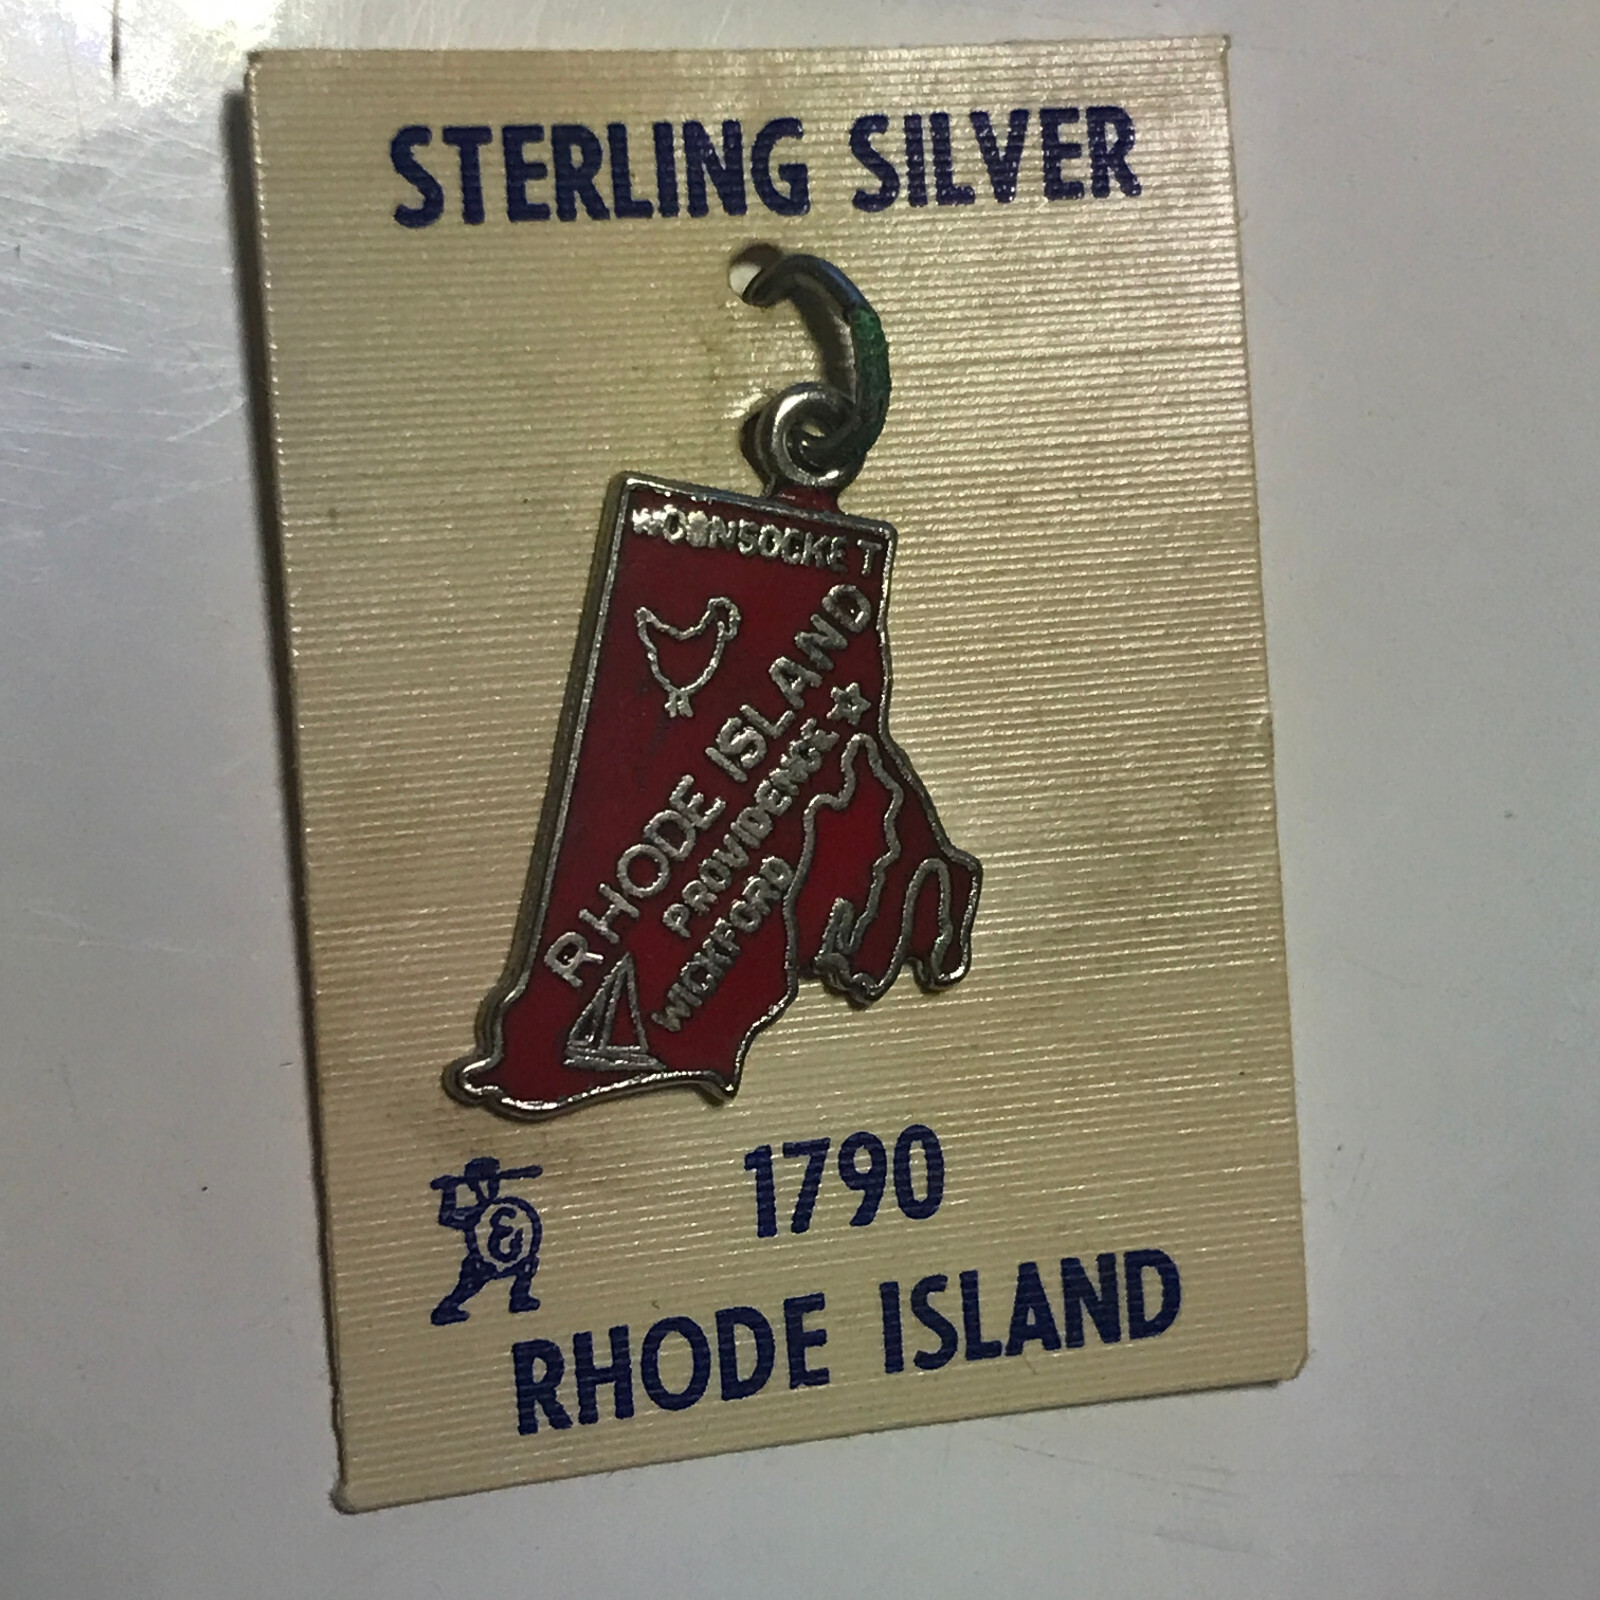 STERLING SILVER
WOONSOCKET
RHODE ISLAND
PROVIDENCE
WICKFORD
1790
&
RHODE ISLAND